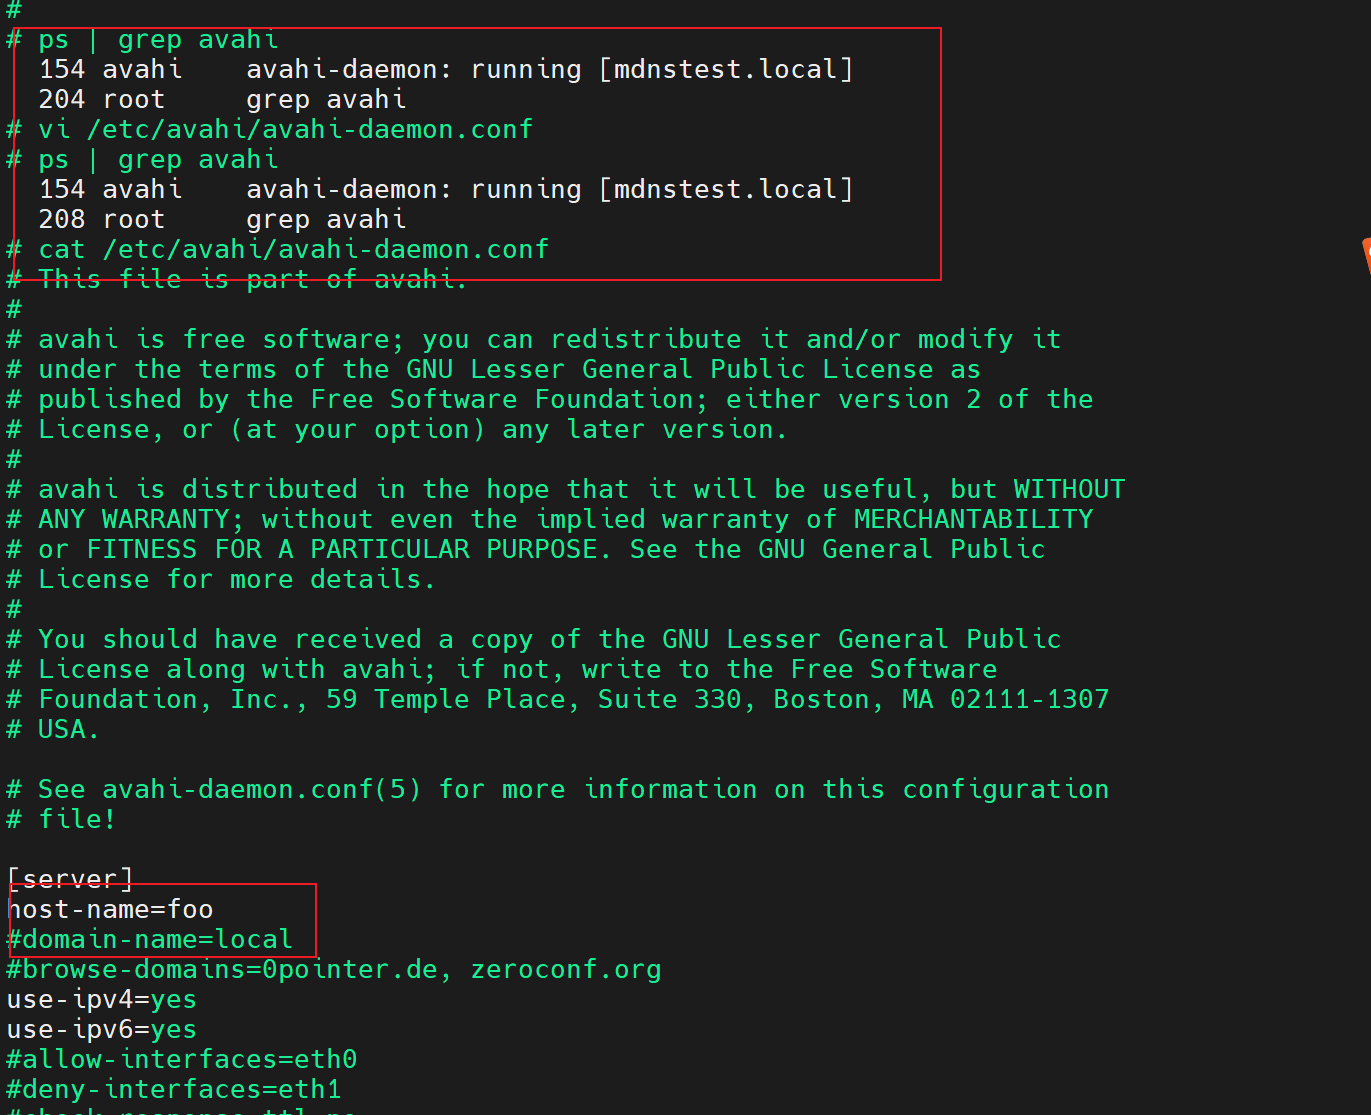 #
# ps | grep avahi
154 avahi    avahi-daemon: running [mdnstest.local]
204 root     grep avahi
# vi /etc/avahi/avahi-daemon.conf
# ps | grep avahi
154 avahi    avahi-daemon: running [mdnstest.local]
208 root     grep avahi
# cat /etc/avahi/avahi-daemon.conf
# This file is part of avahi.
#
# avahi is free software; you can redistribute it and/or modify it
# under the terms of the GNU Lesser General Public License as
# published by the Free Software Foundation; either version 2 of the
# License, or (at your option) any later version.
#
# avahi is distributed in the hope that it will be useful, but WITHOUT
# ANY WARRANTY; without even the implied warranty of MERCHANTABILITY
# or FITNESS FOR A PARTICULAR PURPOSE. See the GNU General Public
# License for more details.
#
# You should have received a copy of the GNU Lesser General Public
# License along with avahi; if not, write to the Free Software
# Foundation, Inc., 59 Temple Place, Suite 330, Boston, MA 02111-1307
# USA.
# See avahi-daemon.conf(5) for more information on this configuration
# file!
[server]
host-name=foo
#domain-name=local
#browse-domains=0pointer.de, zeroconf.org
use-ipv4=yes
use-ipv6=yes
#allow-interfaces=eth0
#deny-interfaces=eth1